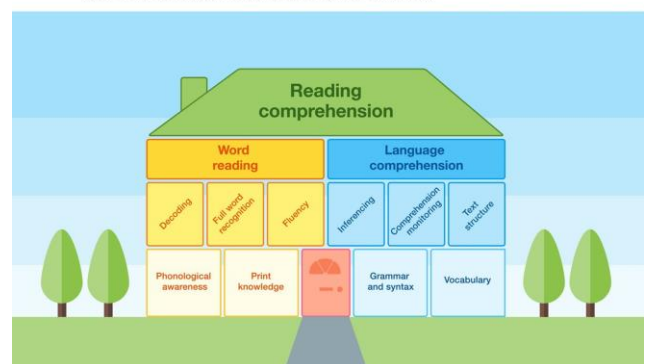 Reading
comprehension
Word
reading
Language
comprehension
Decoding
Full word
recognition
Fluency
Inferencing
Comprehension
monitoring
Text
structure
Phonological
awareness
Print
knowledge
Grammar
and syntax
Vocabulary